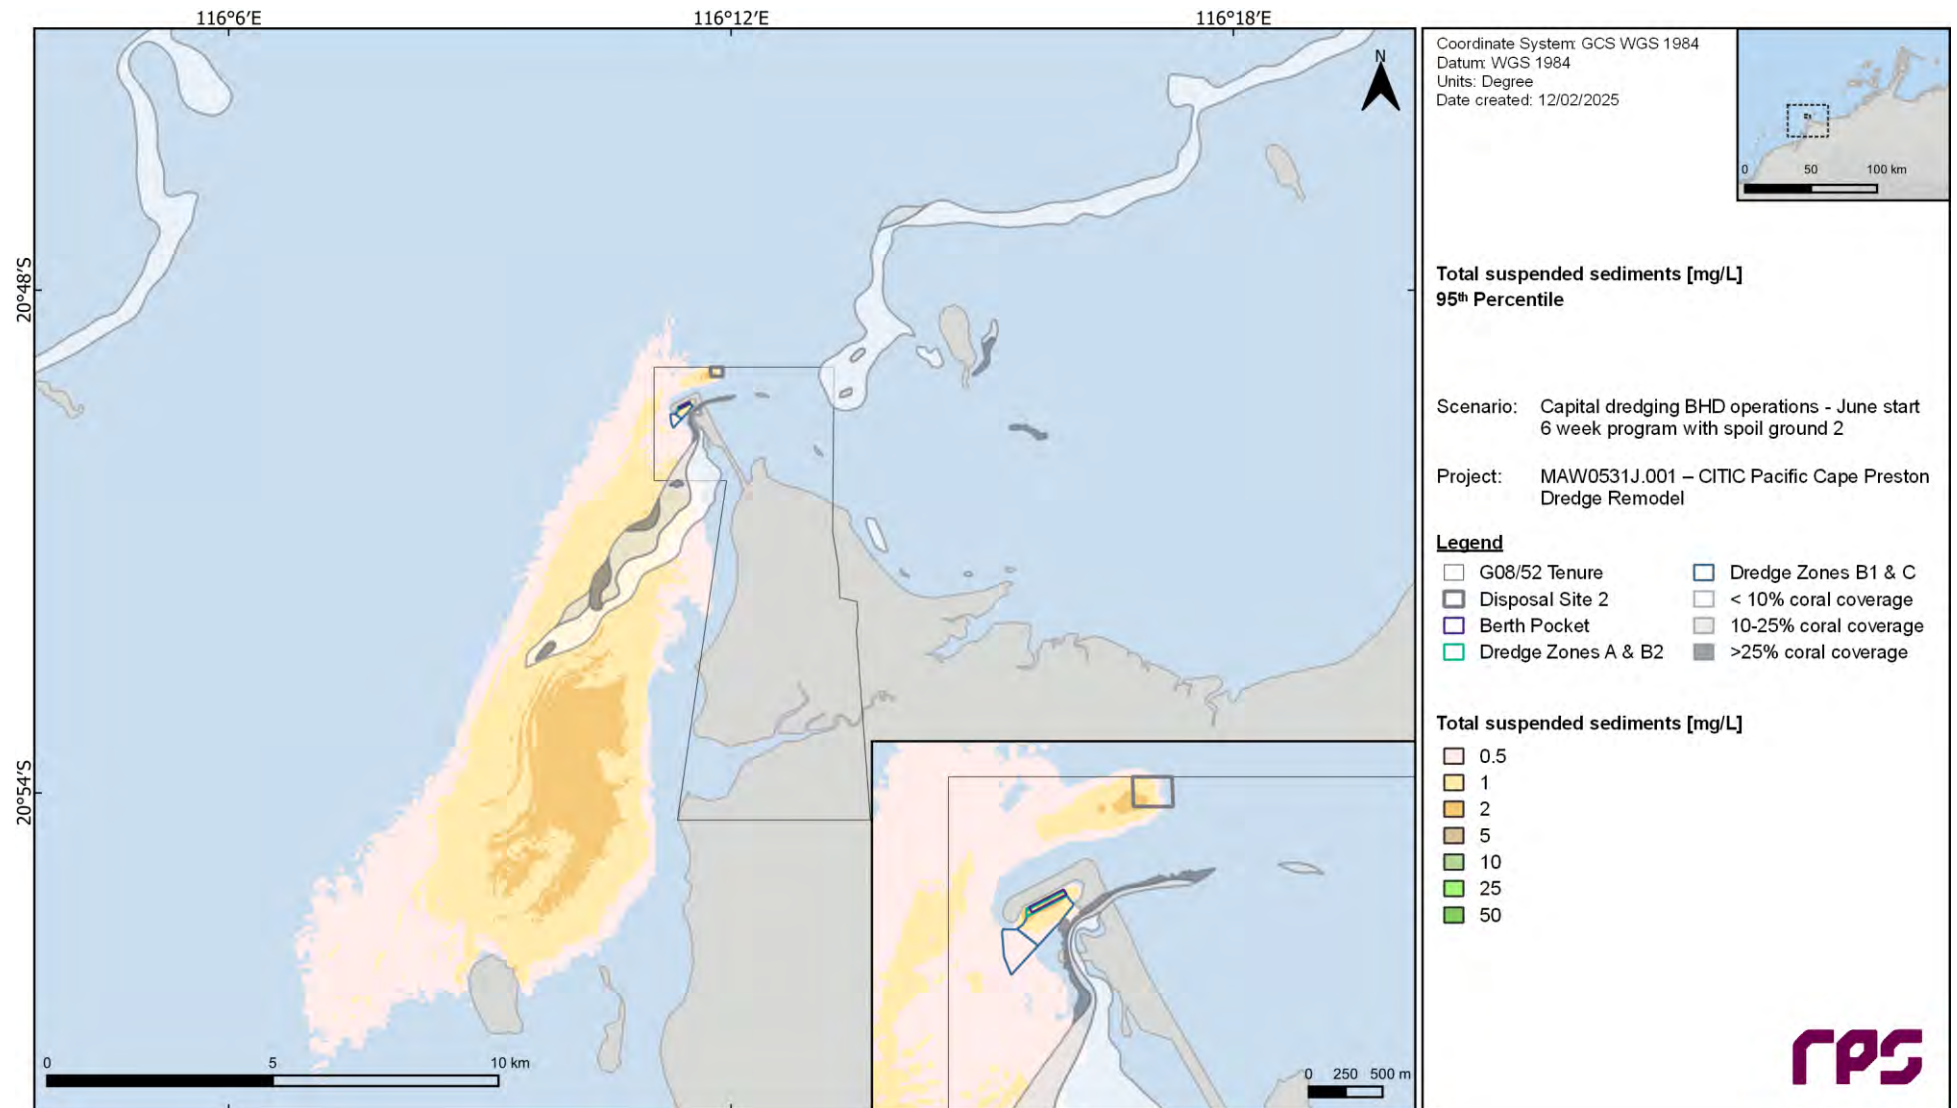 116°6′E
116°12′E
116°18′E
20°48′S
20°54′S
N
0 5 10 km
0 250 500 m
Coordinate System: GCS WGS 1984
Datum: WGS 1984
Units: Degree
Date created: 12/02/2025
0 50 100 km
Total suspended sediments [mg/L]
95th Percentile
Scenario: Capital dredging BHD operations - June start
6 week program with spoil ground 2
Project: MAW0531J.001 – CITIC Pacific Cape Preston
Dredge Remodel
Legend
G08/52 Tenure
Disposal Site 2
Berth Pocket
Dredge Zones A & B2
Dredge Zones B1 & C
< 10% coral coverage
10-25% coral coverage
>25% coral coverage
Total suspended sediments [mg/L]
0.5
1
2
5
10
25
50
rps